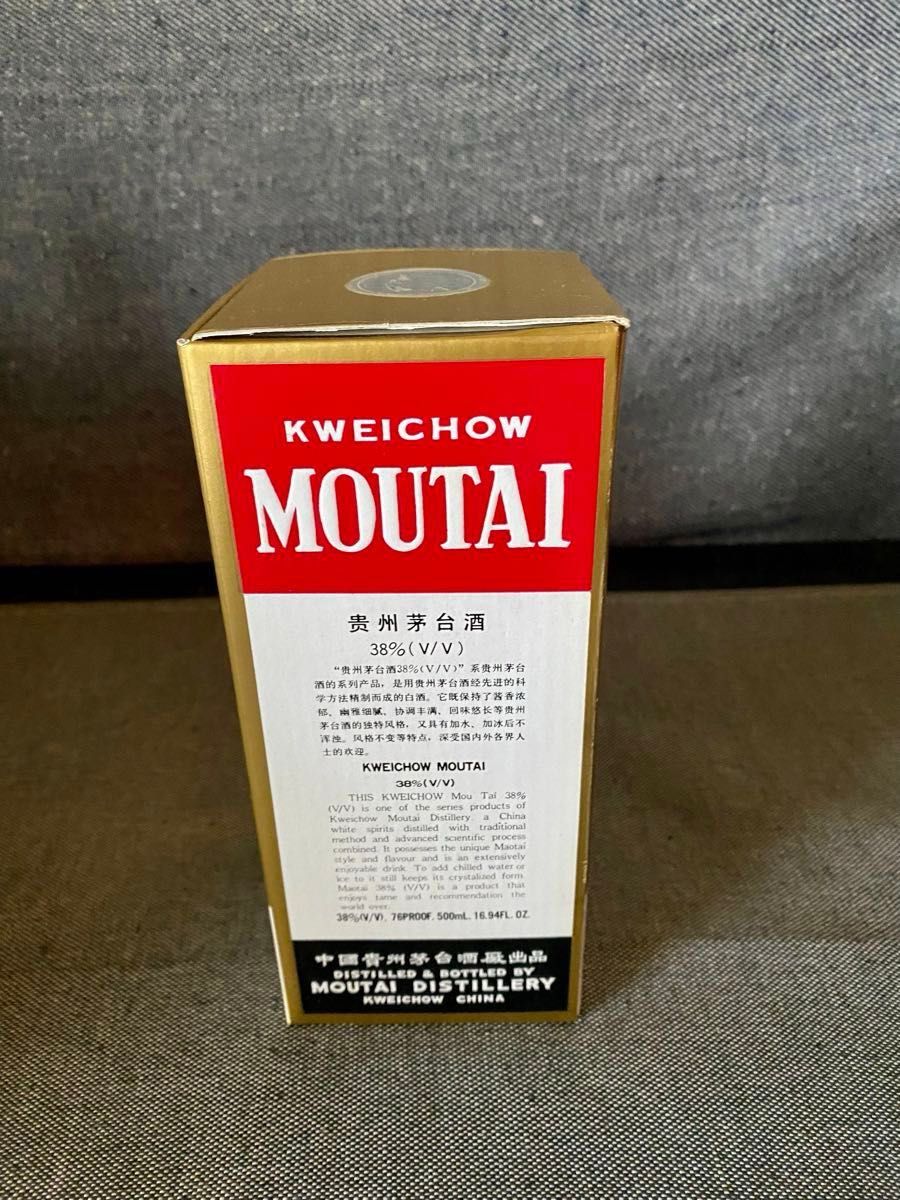 KWEICHOW
MOUTAI
贵州茅台酒
38%(V/V)
“贵州茅台酒38%(V/V)”系贵州茅台
酒的系列产品，是用贵州茅台酒经先进的科
学方法精制而成的白酒。它既保持了酱香浓
郁、幽雅细腻、协调丰满、回味悠长等贵州
茅台酒的独特风格，又具有加水、加冰后不
浑浊。风格不变等特点，深受国内外各界人
士的欢迎。
KWEICHOW MOUTAI
38%(V/V)
THIS KWEICHOW Mou Tai 38%
(V/V) is one of the series products of
Kweichow Moutai Distillery. a China
white spirits distilled with traditional
method and advanced scientific process
combined. It possesses the unique Maotai
style and flavour and is an extensively
enjoyable drink. To add chilled water or
ice to it still keeps its crystalized form.
Maotai 38% (V/V) is a product that
enjoys tame and recommendation the
world over.
38%(V/V), 76PROOF, 500mL, 16.94FL. OZ.
中國貴州茅台酒廠出品
DISTILLED & BOTTLED BY
MOUTAI DISTILLERY
KWEICHOW CHINA